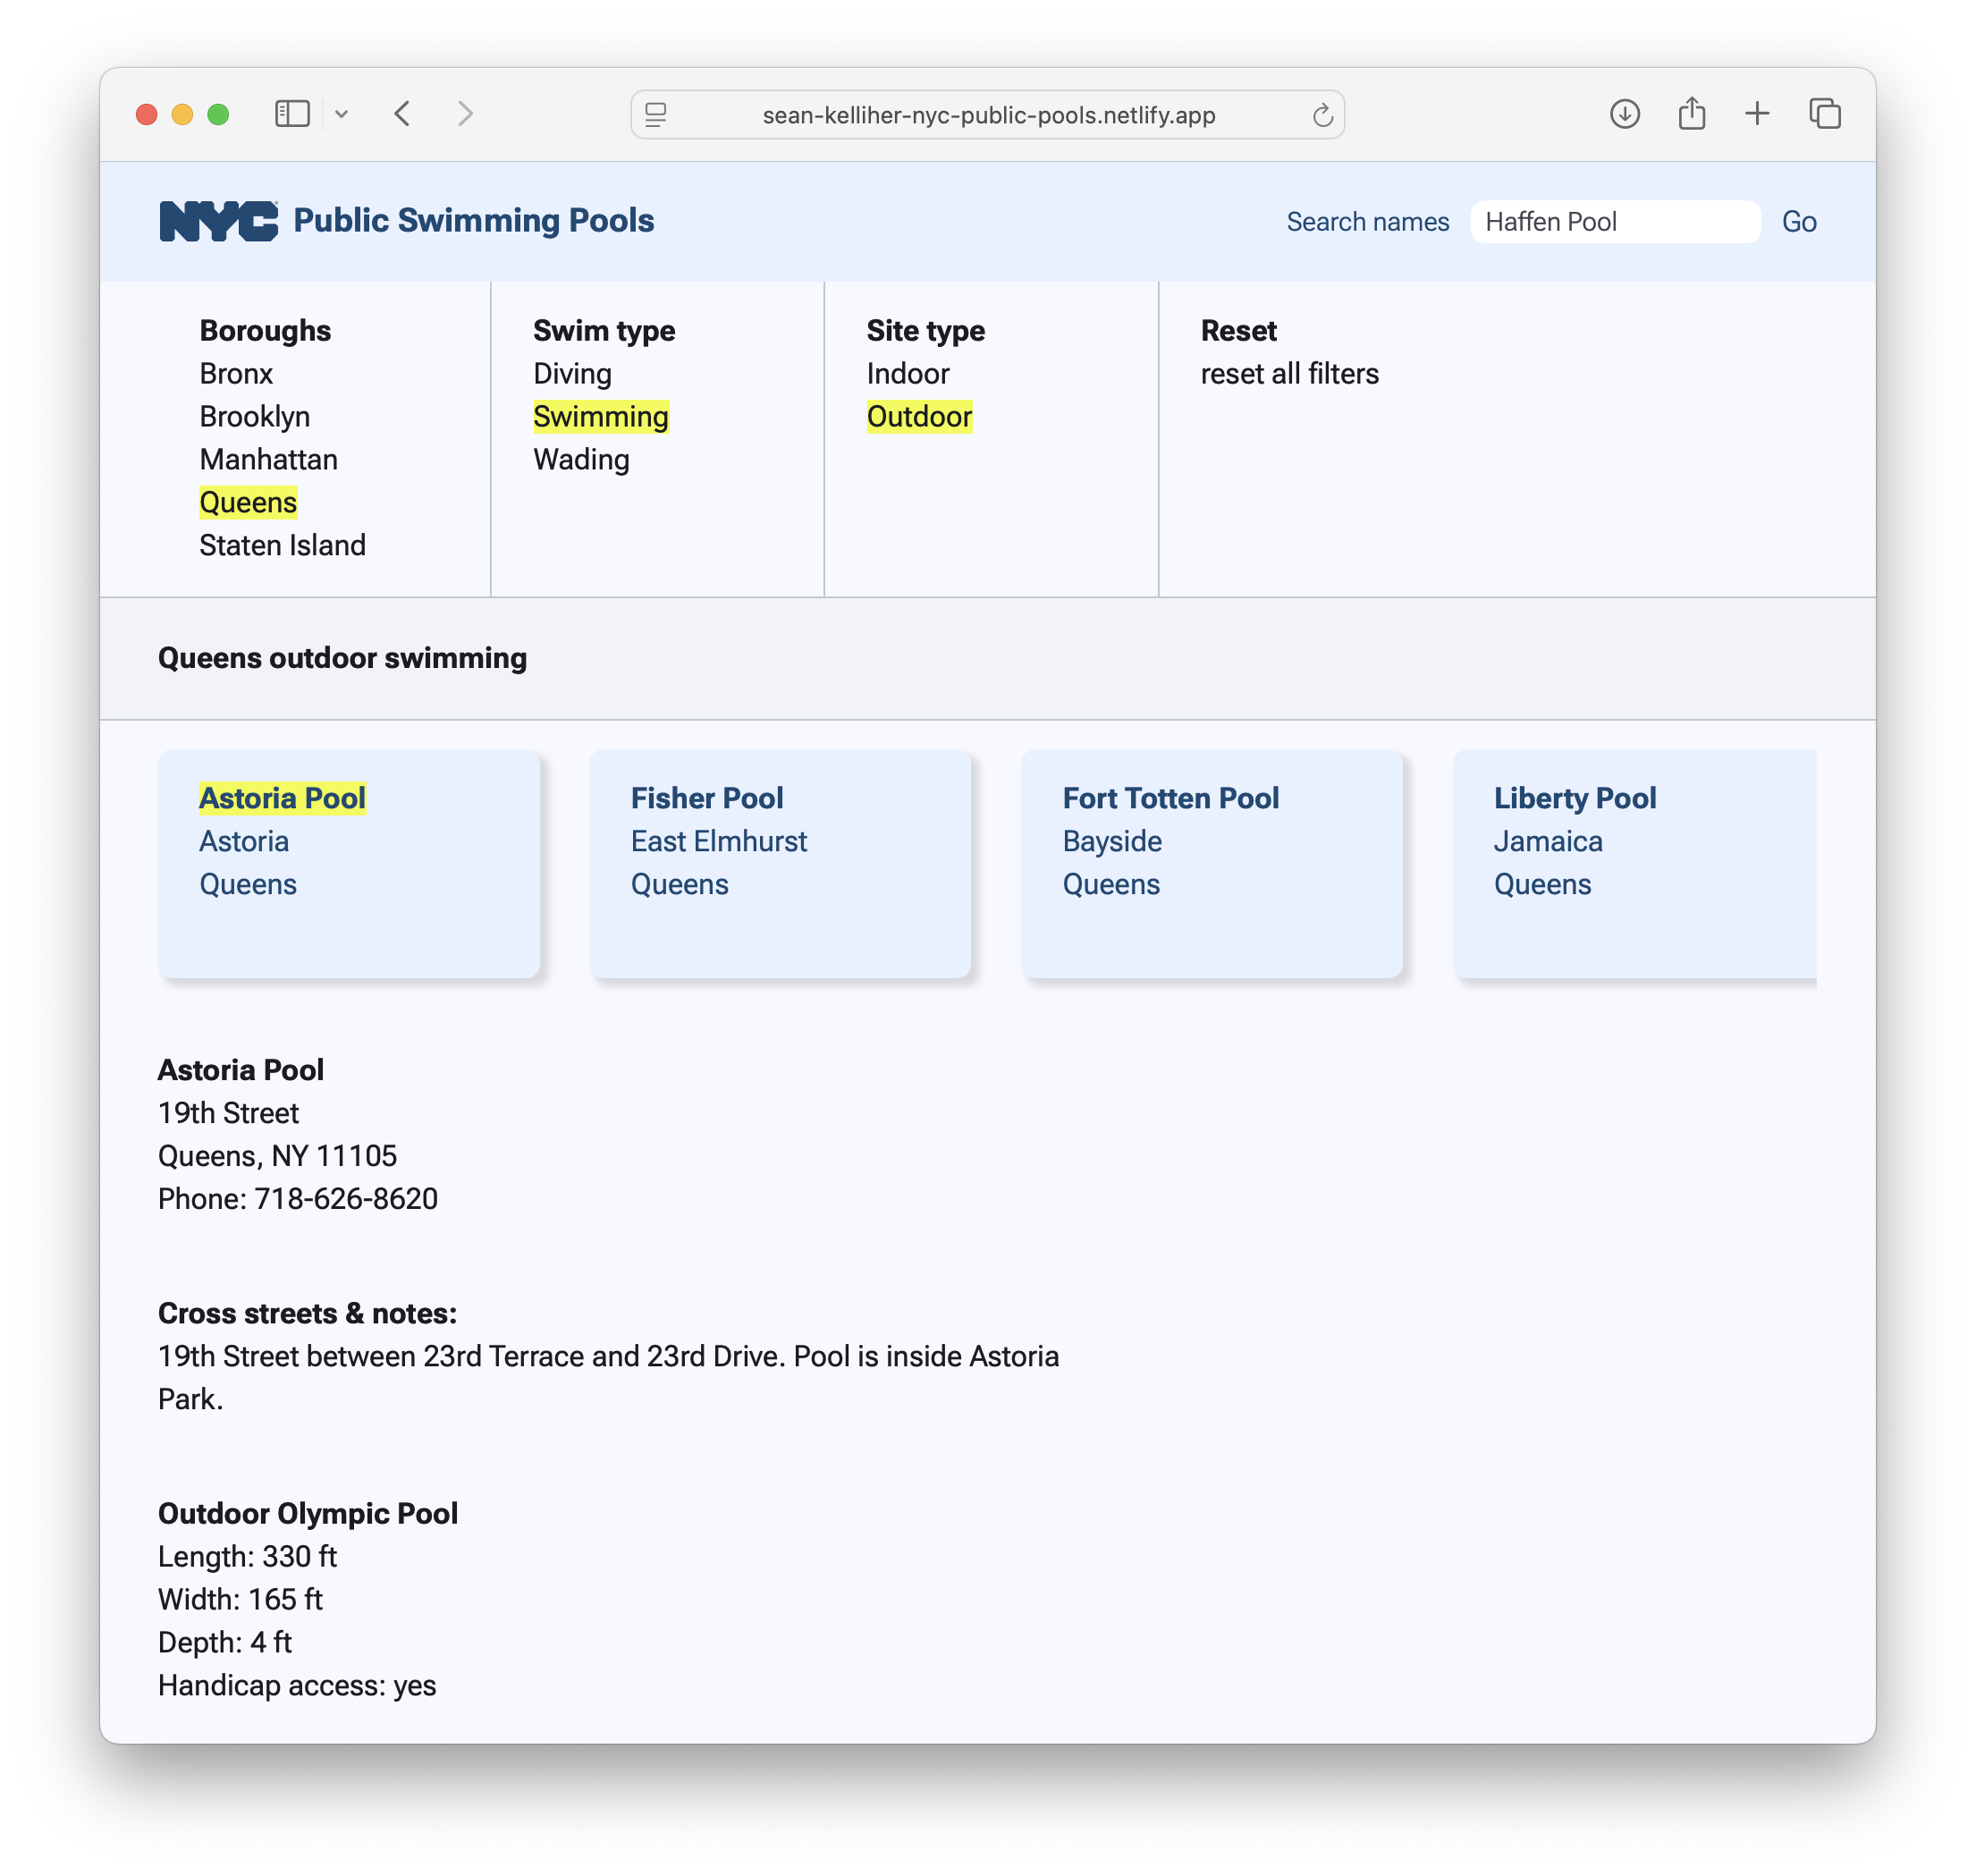 sean-kelliher-nyc-public-pools.netlify.app
NYC Public Swimming Pools
Search names Haffen Pool Go
Boroughs
Bronx
Brooklyn
Manhattan
Queens
Staten Island
Swim type
Diving
Swimming
Wading
Site type
Indoor
Outdoor
Reset
reset all filters
Queens outdoor swimming
Astoria Pool
Astoria
Queens
Fisher Pool
East Elmhurst
Queens
Fort Totten Pool
Bayside
Queens
Liberty Pool
Jamaica
Queens
Astoria Pool
19th Street
Queens, NY 11105
Phone: 718-626-8620
Cross streets & notes:
19th Street between 23rd Terrace and 23rd Drive. Pool is inside Astoria
Park.
Outdoor Olympic Pool
Length: 330 ft
Width: 165 ft
Depth: 4 ft
Handicap access: yes